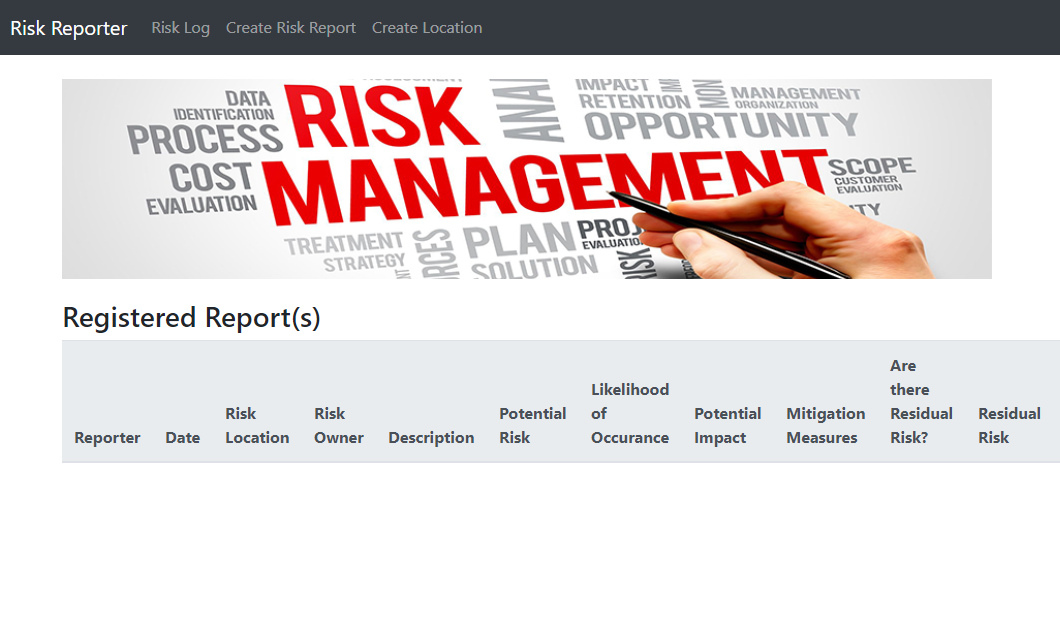 Risk Reporter Risk Log Create Risk Report Create Location
DATA
IDENTIFICATION
PROCESS
COST
EVALUATION
RISK
MANAGEMENT
IMPACT
RETENTION
MANAGEMENT
ORGANIZATION
OPPORTUNITY
SCOPE
CUSTOMER
EVALUATION
TREATMENT
STRATEGY
PLAN
SOLUTION
EVALUATION
RISK
Registered Report(s)
Reporter
Date
Risk
Location
Risk
Owner
Description
Potential
Risk
Likelihood
of
Occurance
Potential
Impact
Mitigation
Measures
Are
there
Residual
Risk?
Residual
Risk